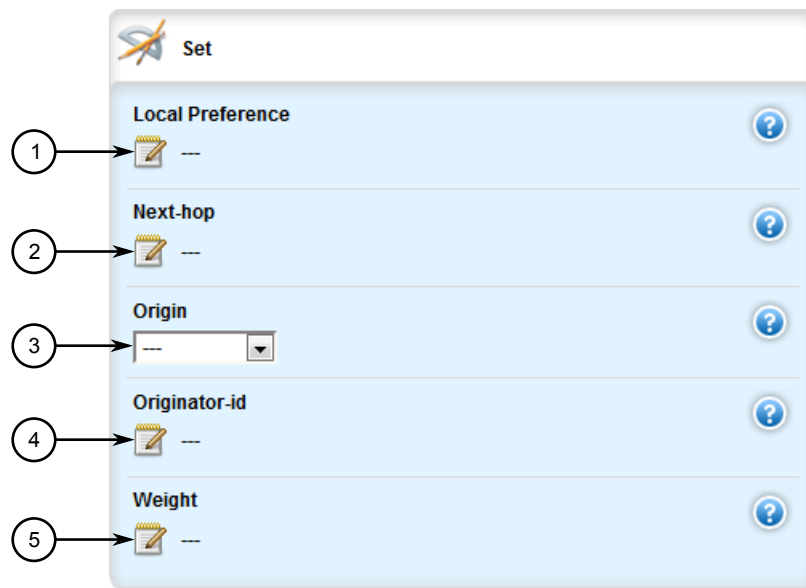 Set
Local Preference
1 ---
Next-hop
2 ---
Origin
3 ---
Originator-id
4 ---
Weight
5 ---